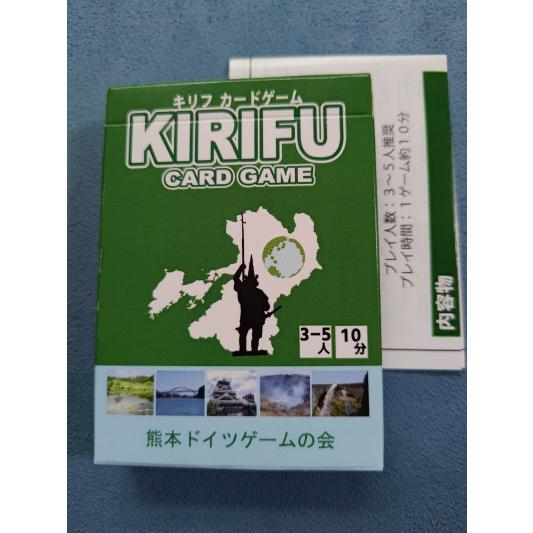 キリフ カードゲーム
KIRIFU
CARD GAME
3−5人
10分
熊本ドイツゲームの会
プレイ人数：３～５人推奨
プレイ時間：１ゲーム約１０分
内容物